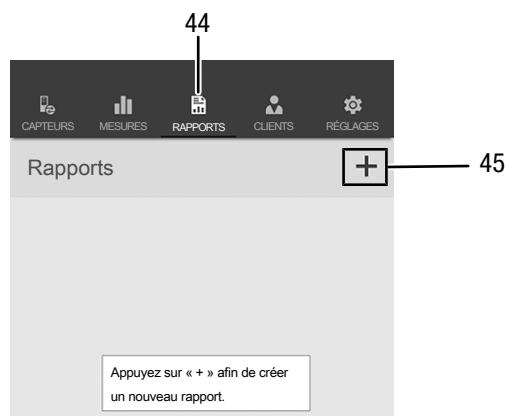 44
CAPTEURS MESURES RAPPORTS CLIENTS RÉGLAGES
Rapports
45
Appuyez sur « + » afin de créer
un nouveau rapport.